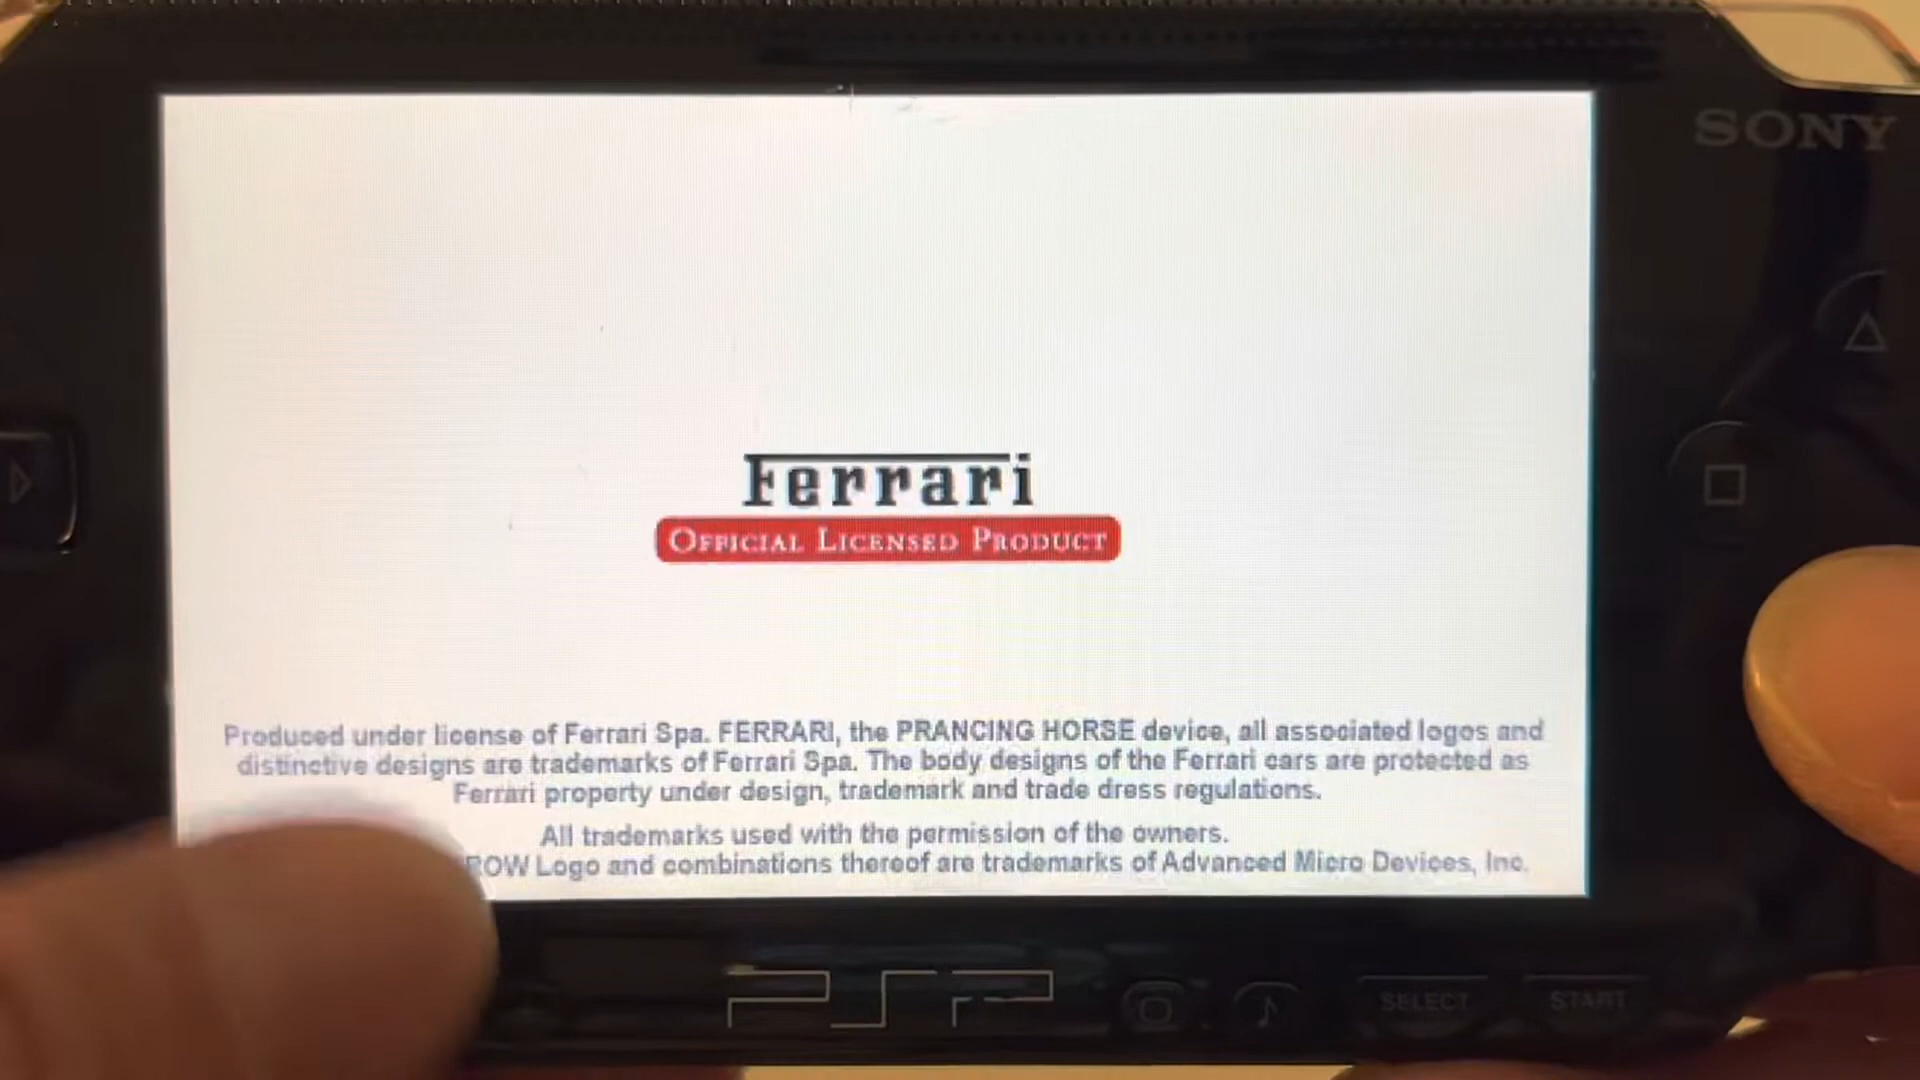 SONY
Ferrari
OFFICIAL LICENSED PRODUCT
Produced under license of Ferrari Spa. FERRARI, the PRANCING HORSE device, all associated logos and
distinctive designs are trademarks of Ferrari Spa. The body designs of the Ferrari cars are protected as
Ferrari property under design, trademark and trade dress regulations.
All trademarks used with the permission of the owners.
Logo and combinations thereof are trademarks of Advanced Micro Devices, Inc.
PSP
SELECT
START